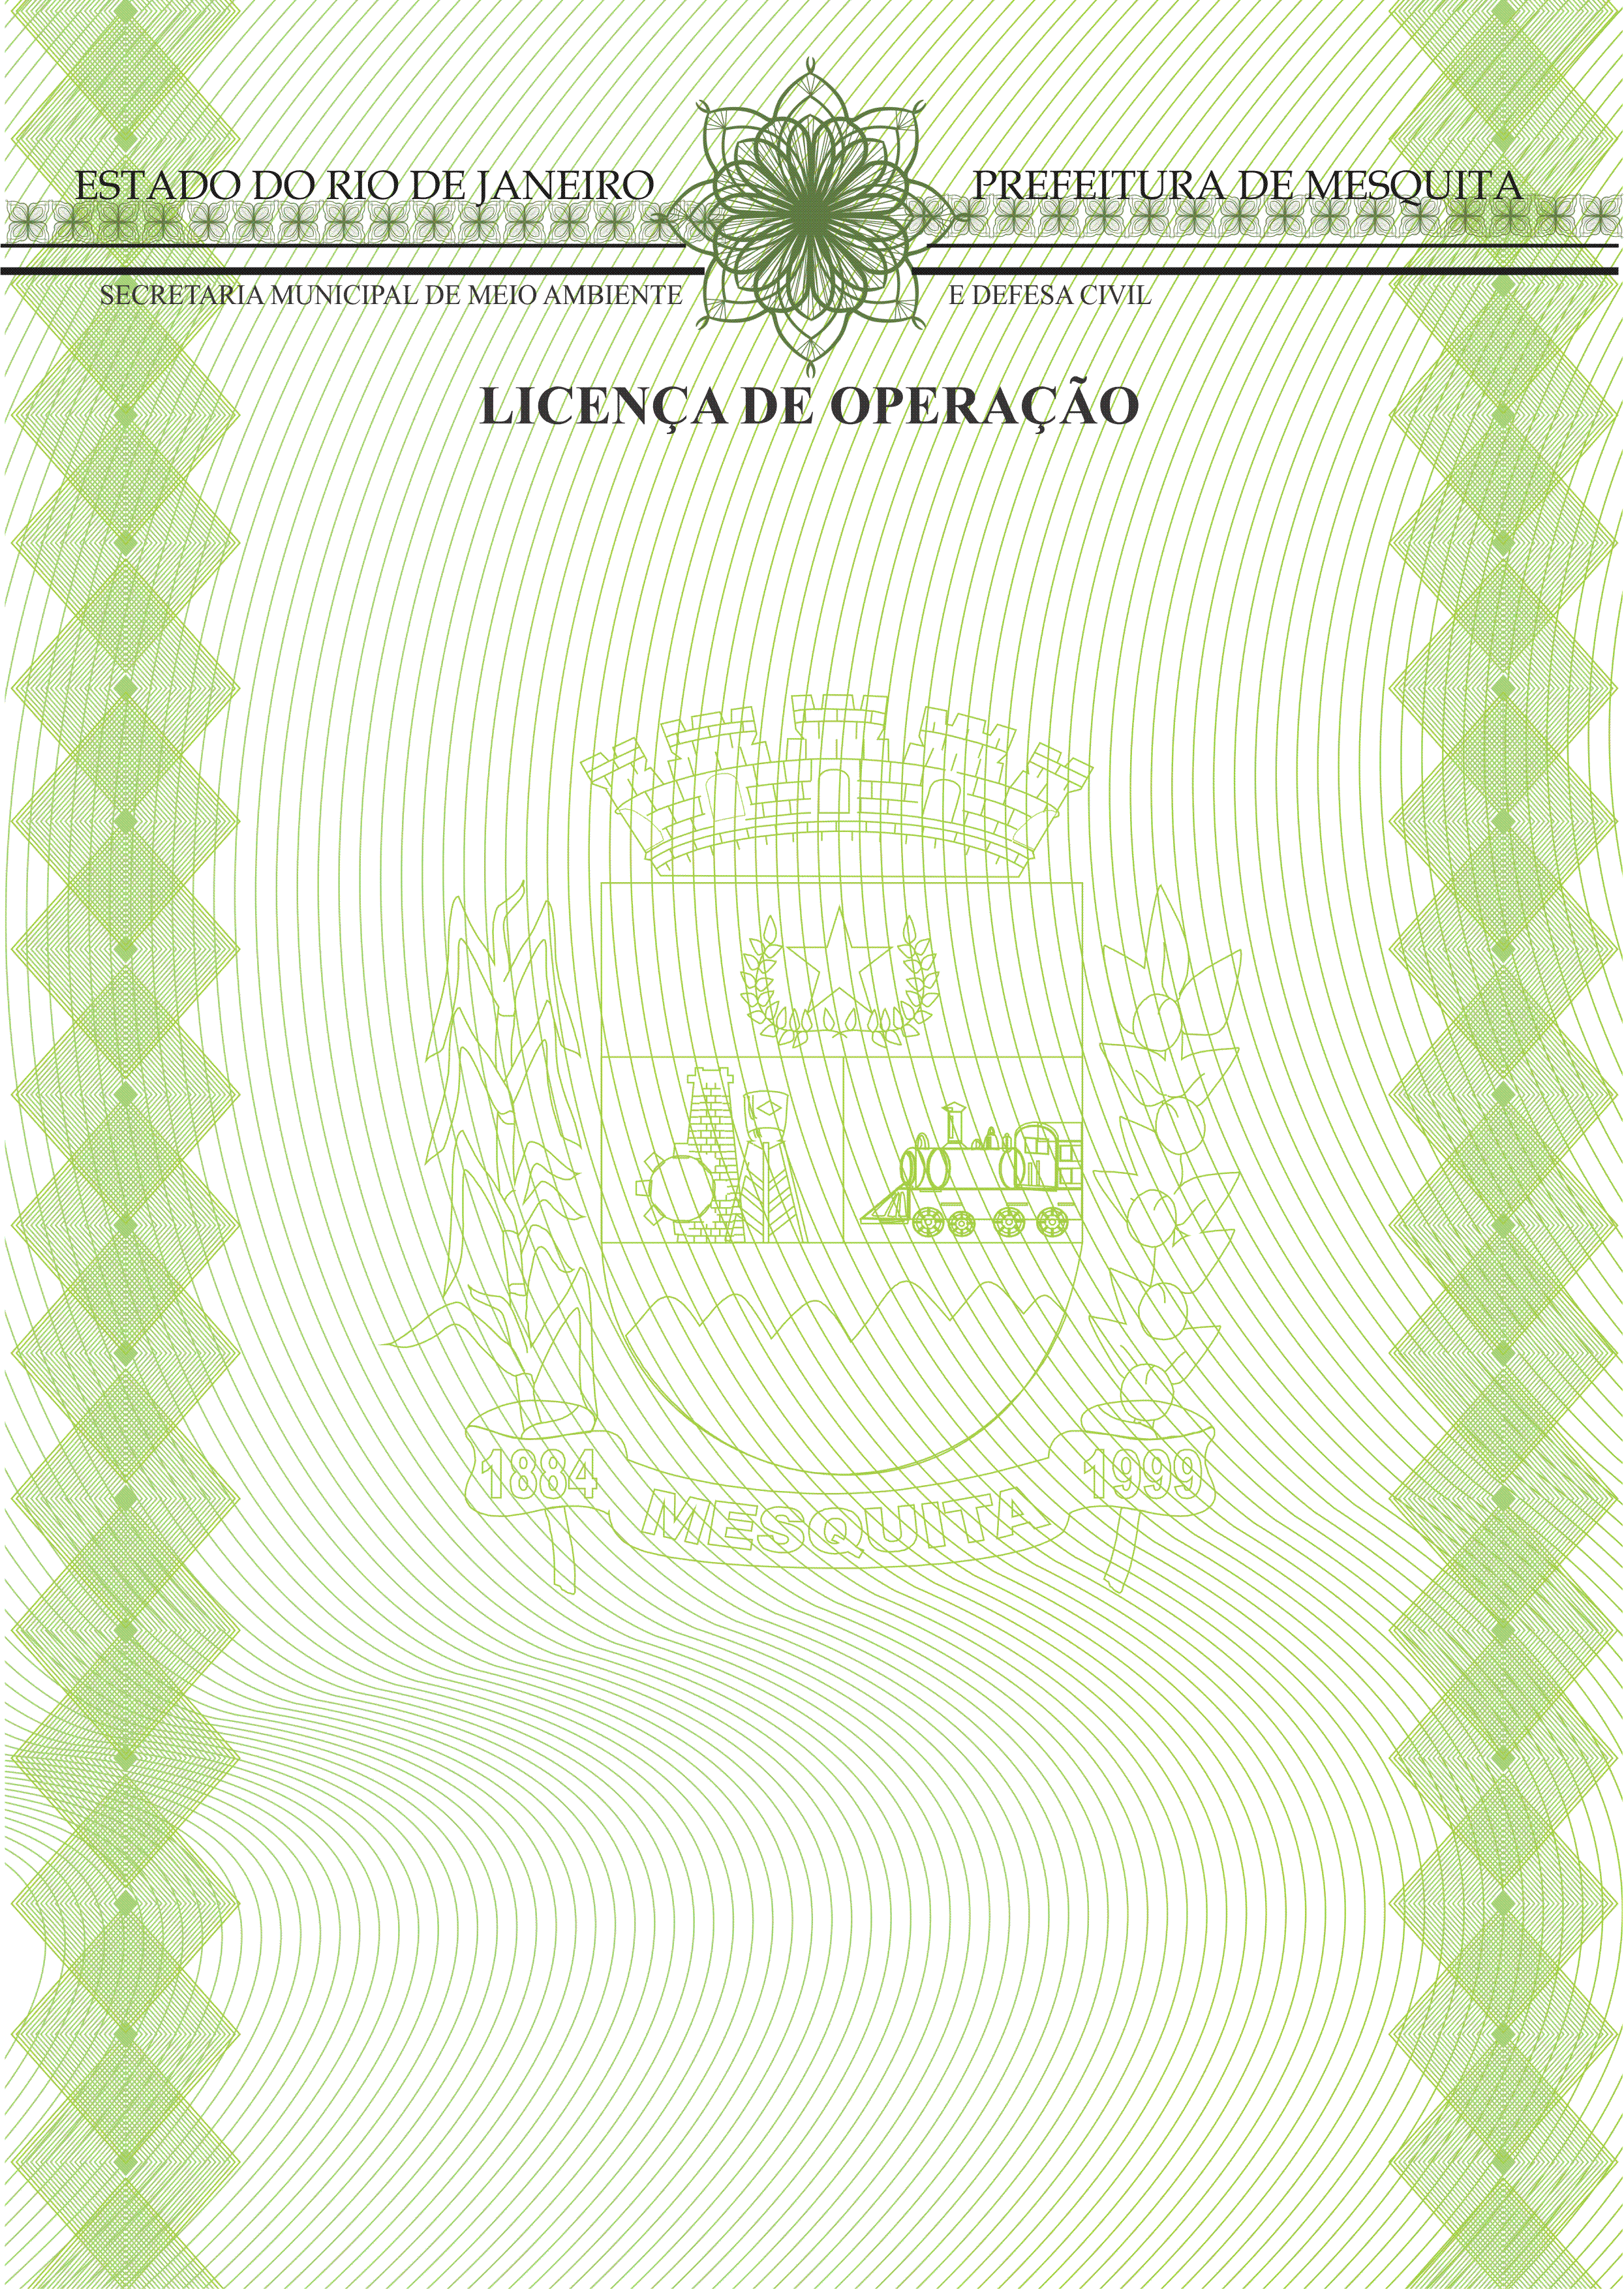 ESTADO DO RIO DE JANEIRO PREFEITURA DE MESQUITA
SECRETARIA MUNICIPAL DE MEIO AMBIENTE E DEFESA CIVIL
LICENÇA DE OPERAÇÃO
1884 1999
MESQUITA